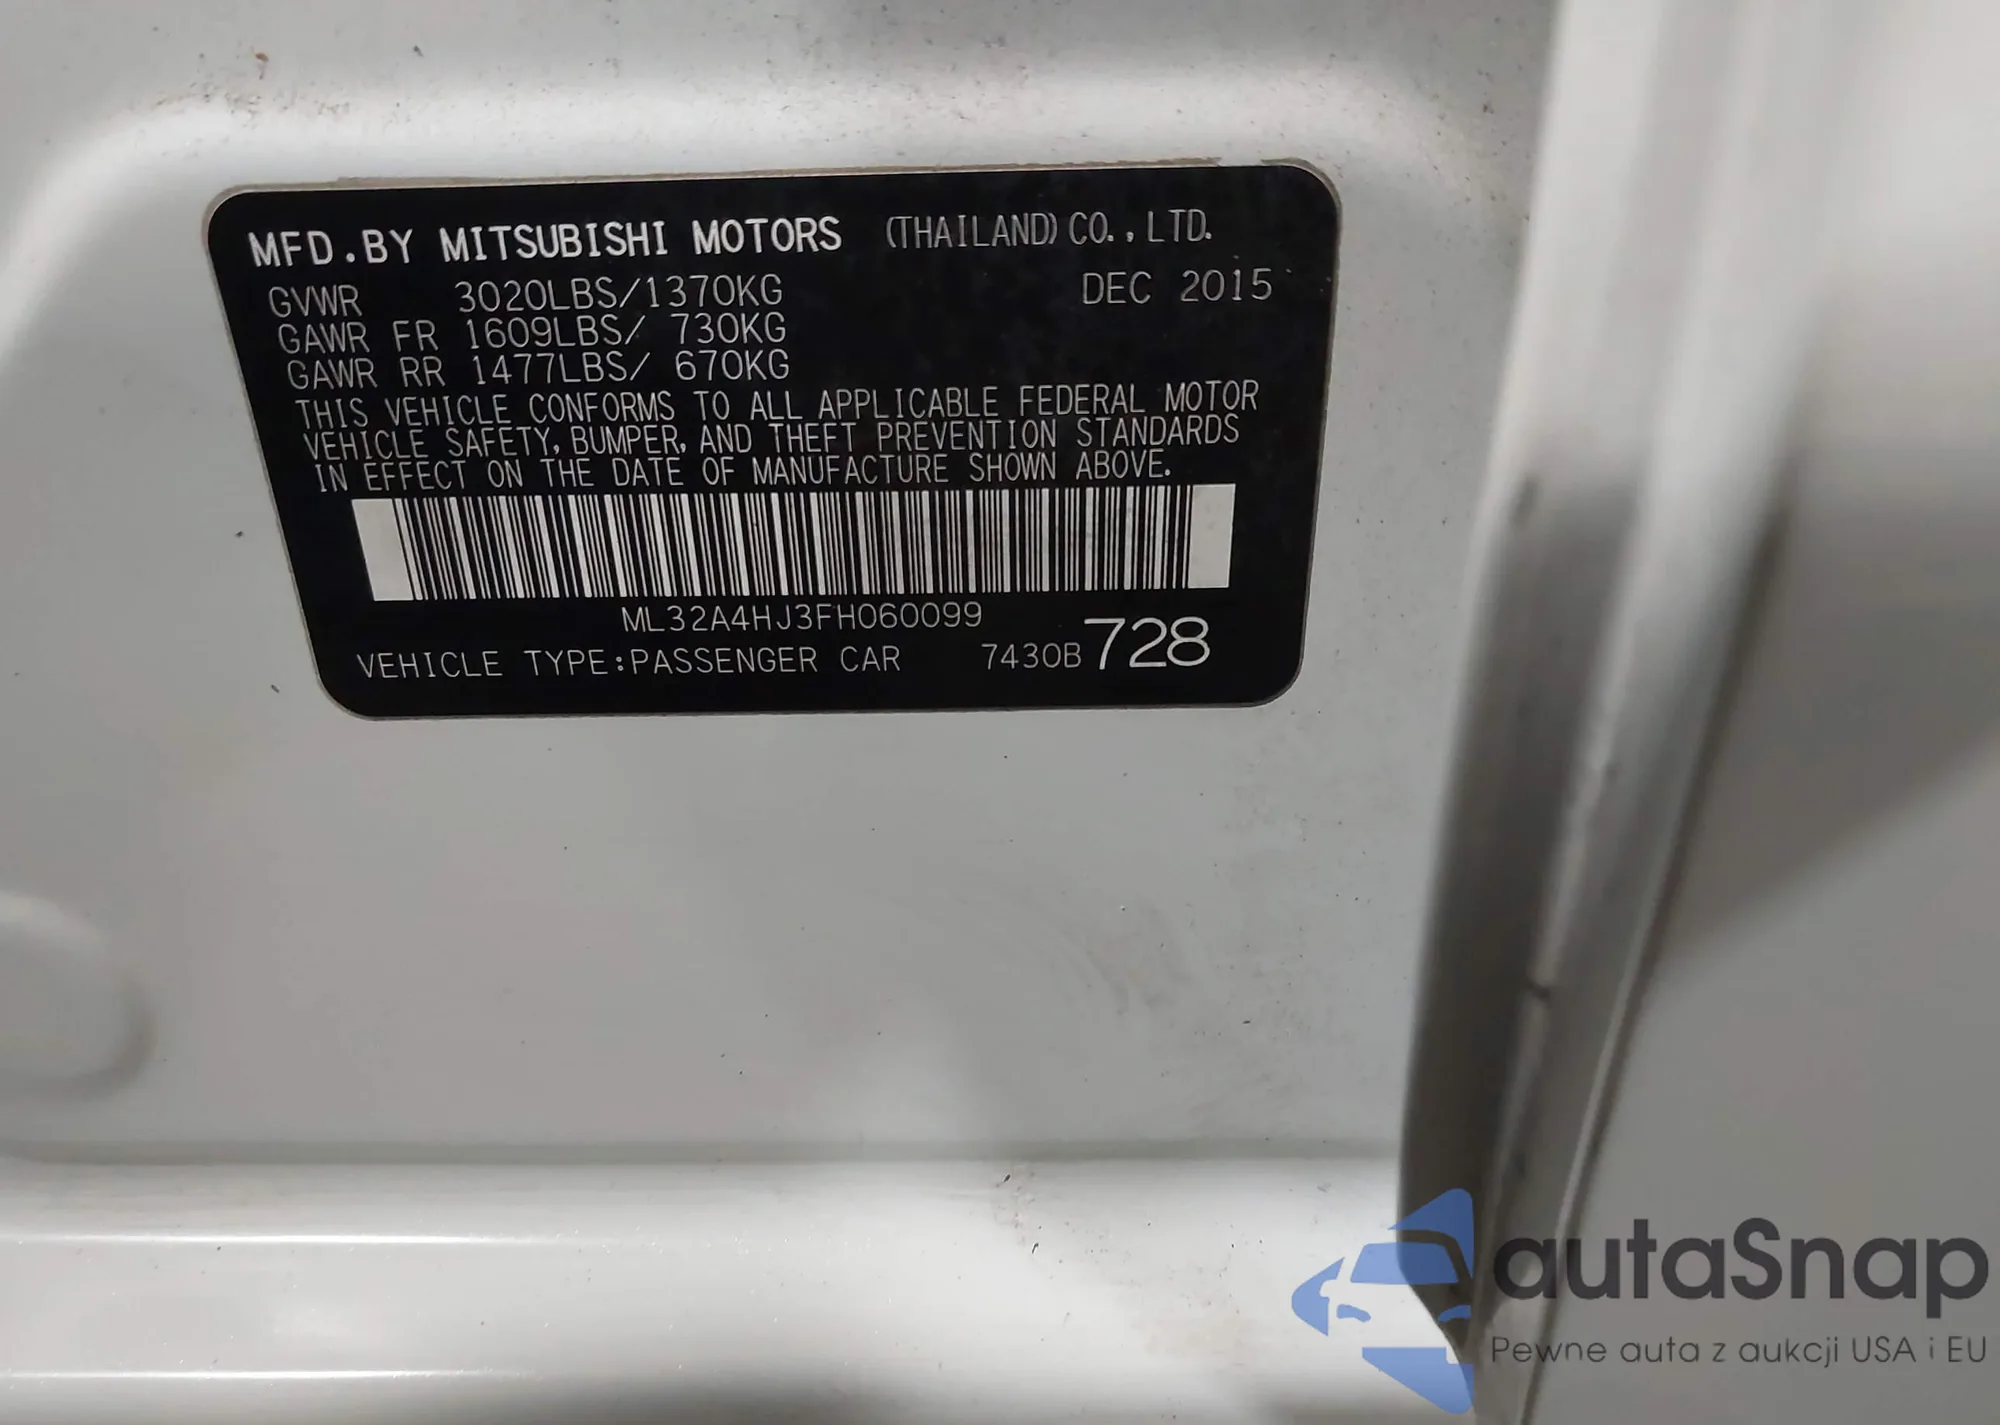 MFD.BY MITSUBISHI MOTORS (THAILAND) CO., LTD.
GVWR 3020LBS/1370KG DEC 2015
GAWR FR 1609LBS/ 730KG
GAWR RR 1477LBS/ 670KG
THIS VEHICLE CONFORMS TO ALL APPLICABLE FEDERAL MOTOR
VEHICLE SAFETY, BUMPER, AND THEFT PREVENTION STANDARDS
IN EFFECT ON THE DATE OF MANUFACTURE SHOWN ABOVE.
ML32A4HJ3FH060099
VEHICLE TYPE:PASSENGER CAR 7430B 728
autaSnap
Pewne auta z aukcji USA i EU